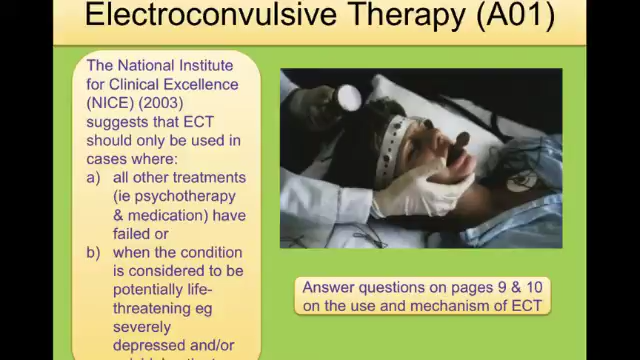 Electroconvulsive Therapy (A01)
The National Institute
for Clinical Excellence
(NICE) (2003)
suggests that ECT
should only be used in
cases where:
a) all other treatments
(ie psychotherapy
& medication) have
failed or
b) when the condition
is considered to be
potentially life-
threatening eg
severely
depressed and/or
Answer questions on pages 9 & 10
on the use and mechanism of ECT